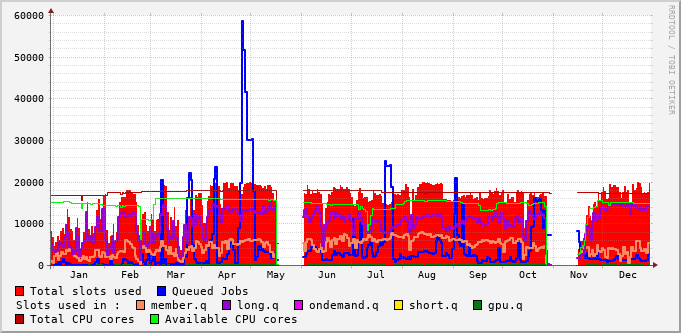 60000
50000
40000
30000
20000
10000
0
Jan Feb Mar Apr May Jun Jul Aug Sep Oct Nov Dec
RRDTOOL / TOBI OETIKER
Total slots used Queued Jobs
Slots used in : member.q long.q ondemand.q short.q gpu.q
Total CPU cores Available CPU cores